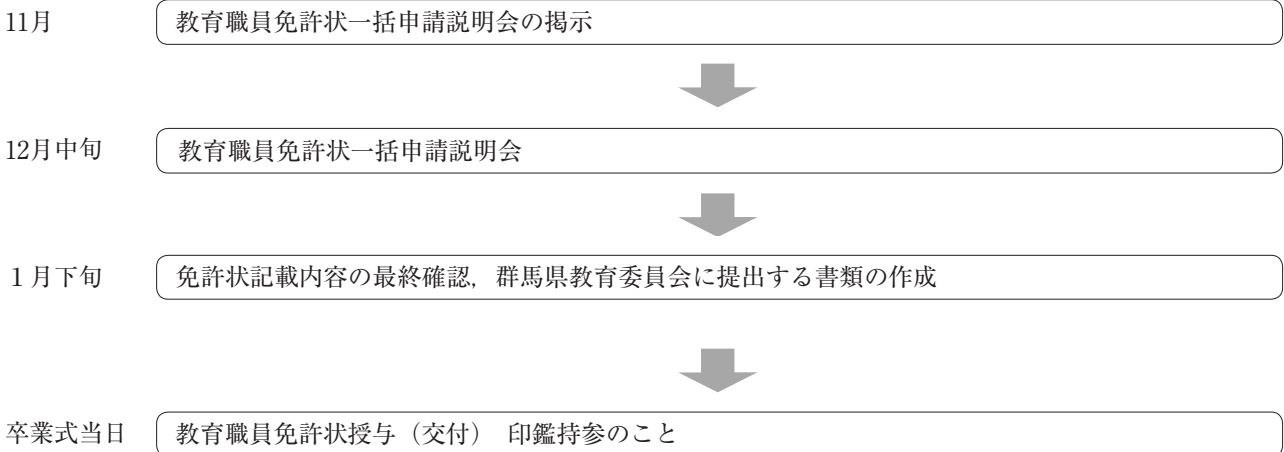 11月 教育職員免許状一括申請説明会の掲示
12月中旬 教育職員免許状一括申請説明会
１月下旬 免許状記載内容の最終確認，群馬県教育委員会に提出する書類の作成
卒業式当日 教育職員免許状授与（交付） 印鑑持参のこと